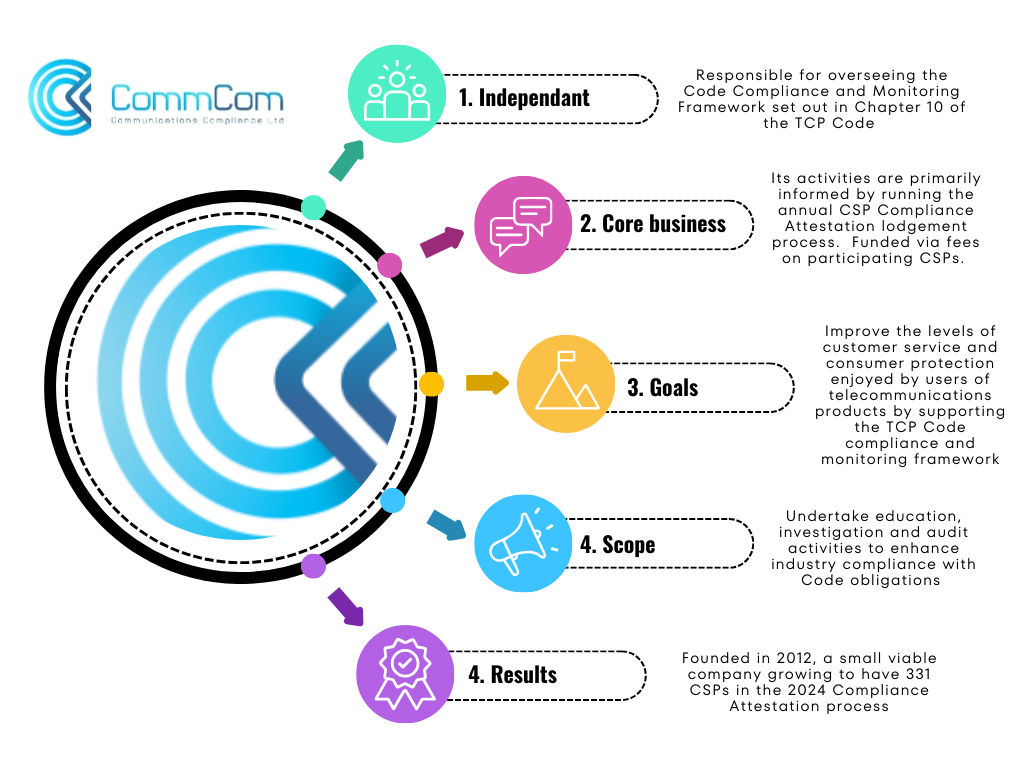 CommCom
Communications Compliance Ltd
1. Independant
Responsible for overseeing the
Code Compliance and Monitoring
Framework set out in Chapter 10 of
the TCP Code
2. Core business
Its activities are primarily
informed by running the
annual CSP Compliance
Attestation lodgement
process. Funded via fees
on participating CSPs.
3. Goals
Improve the levels of
customer service and
consumer protection
enjoyed by users of
telecommunications
products by supporting
the TCP Code
compliance and
monitoring framework
4. Scope
Undertake education,
investigation and audit
activities to enhance
industry compliance with
Code obligations
4. Results
Founded in 2012, a small viable
company growing to have 331
CSPs in the 2024 Compliance
Attestation process